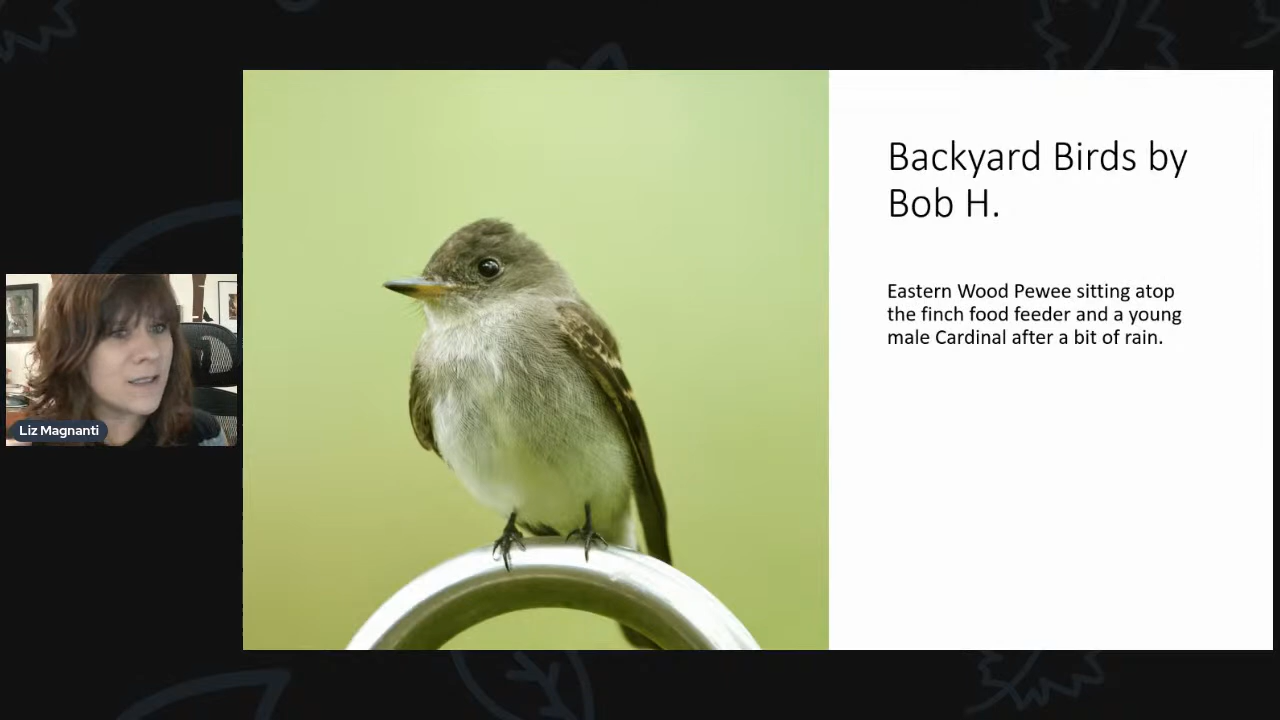 Backyard Birds by
Bob H.
Eastern Wood Pewee sitting atop
the finch food feeder and a young
male Cardinal after a bit of rain.
Liz Magnanti